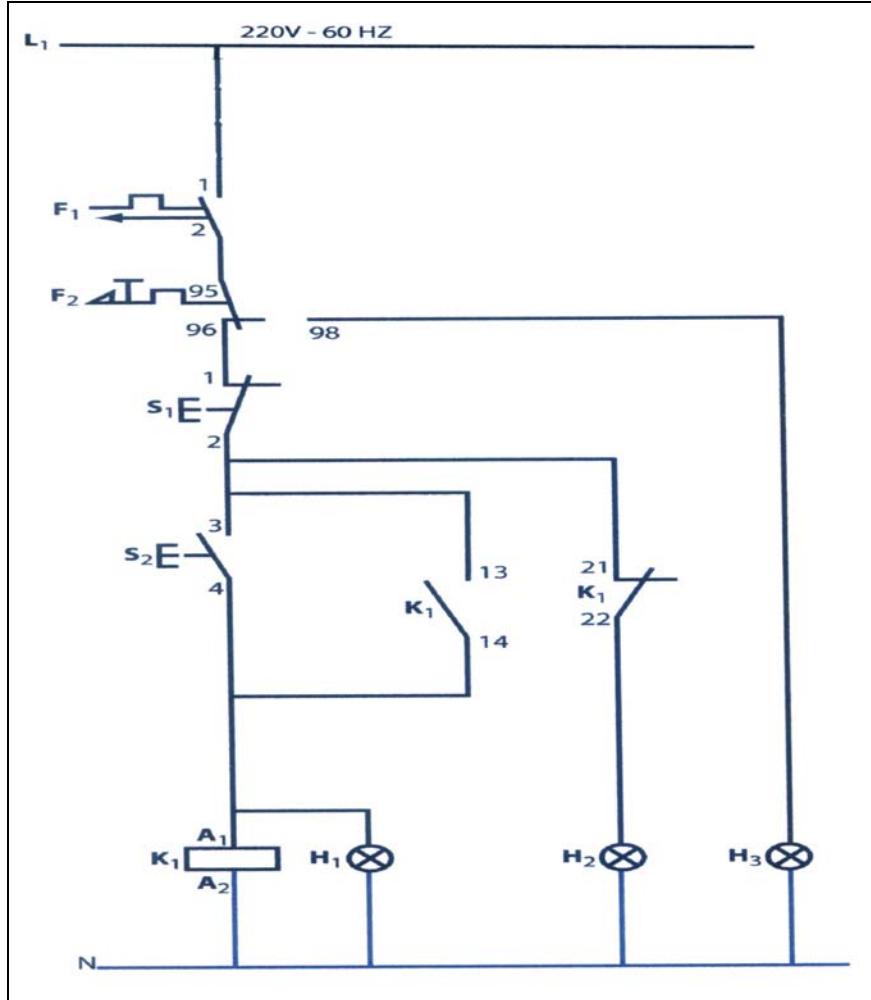 L₁ 220V - 60 HZ
1
F₁
2
F₂ 95
96 98
1
S₁
2
3
S₂
4
13
K₁
14
21
K₁
22
A₁
K₁ H₁ H₂ H₃
A₂
N